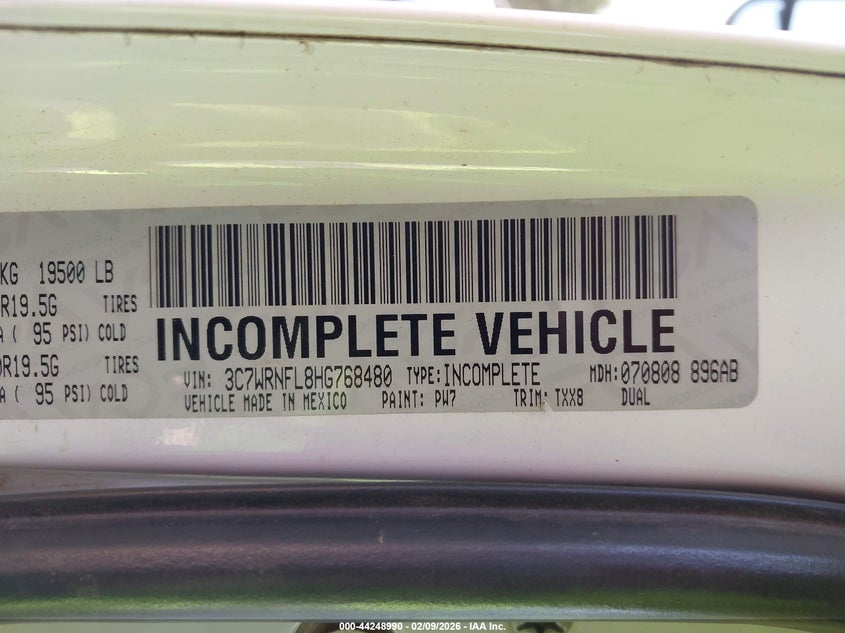 KG 19500 LB
R19.5G TIRES
A ( 95 PSI) COLD
R19.5G TIRES
A ( 95 PSI) COLD
INCOMPLETE VEHICLE
VIN: 3C7WRNFL8HG768480 TYPE: INCOMPLETE MDH: 070808 896AB
VEHICLE MADE IN MEXICO PAINT: PW7 TRIM: TXX8 DUAL
000-44248990 - 02/09/2026 - IAA Inc.